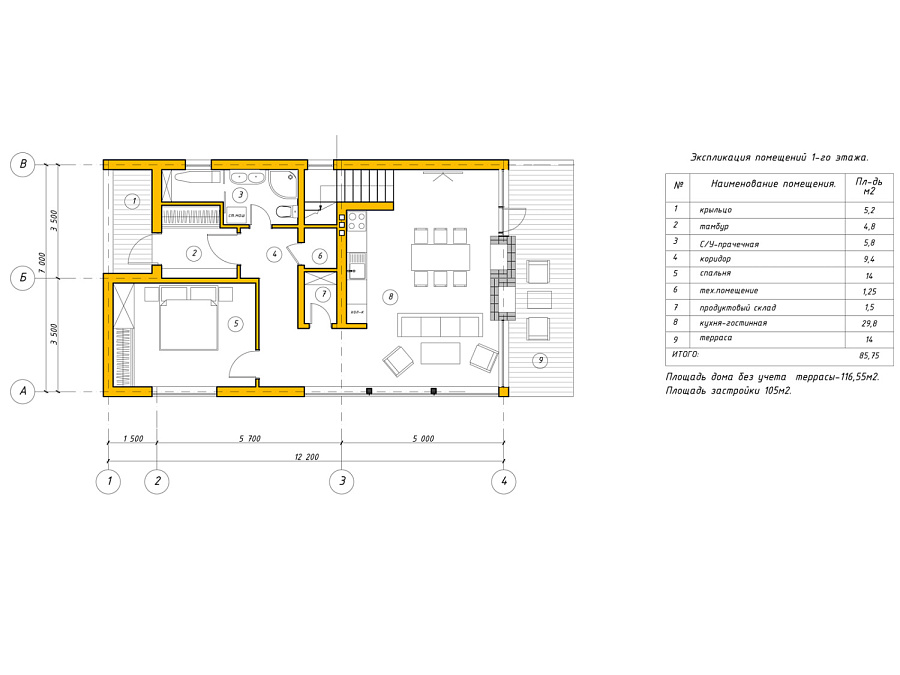 Экспликация помещений 1-го этажа.
№ Наименование помещения. Пл-дь м2
1 крыльцо 5,2
2 тамбур 4,8
3 С/У-прачечная 5,8
4 коридор 9,4
5 спальня 14
6 тех.помещение 1,25
7 продуктовый склад 1,5
8 кухня-гостинная 29,8
9 терраса 14
ИТОГО: 85,75
Площадь дома без учета террасы-116,55м2.
Площадь застройки 105м2.
В
Б
А
3 500
7 000
3 500
1
2
3
ст.маш
4
5
6
7
8
хол-к
9
1 500
5 700
5 000
12 200
1
2
3
4